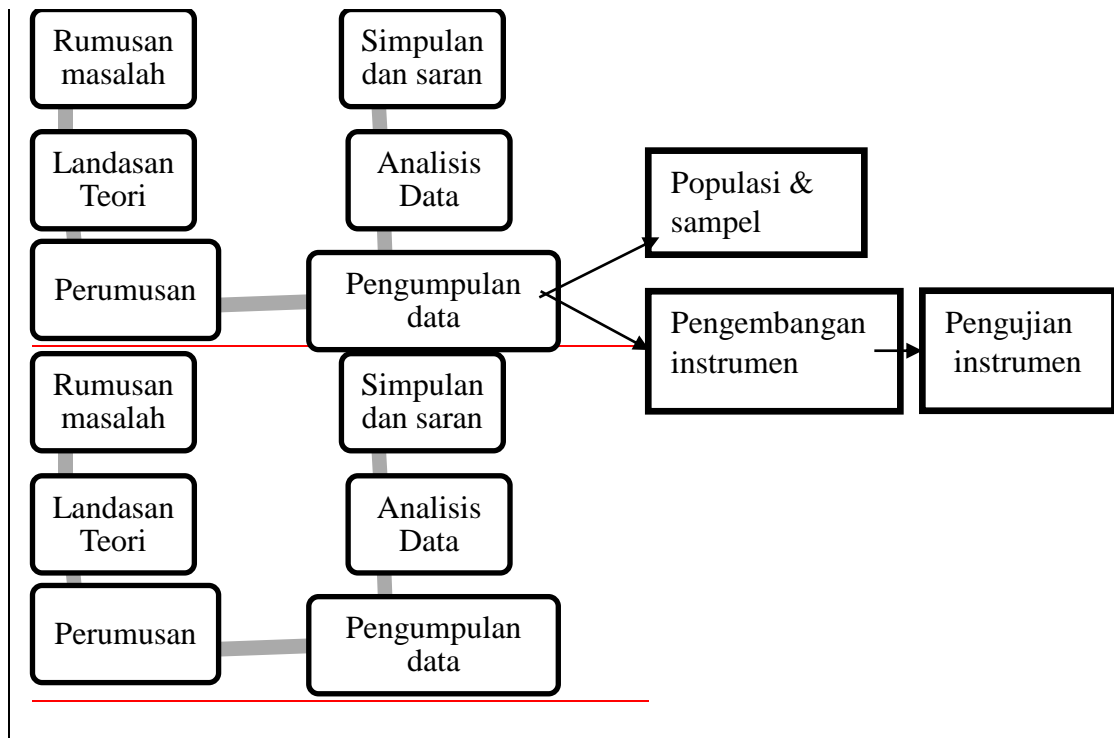 Rumusan
masalah
Simpulan
dan saran
Landasan
Teori
Analisis
Data
Populasi &
sampel
Perumusan
Pengumpulan
data
Pengembangan
instrumen
Pengujian
instrumen
Rumusan
masalah
Simpulan
dan saran
Landasan
Teori
Analisis
Data
Perumusan
Pengumpulan
data